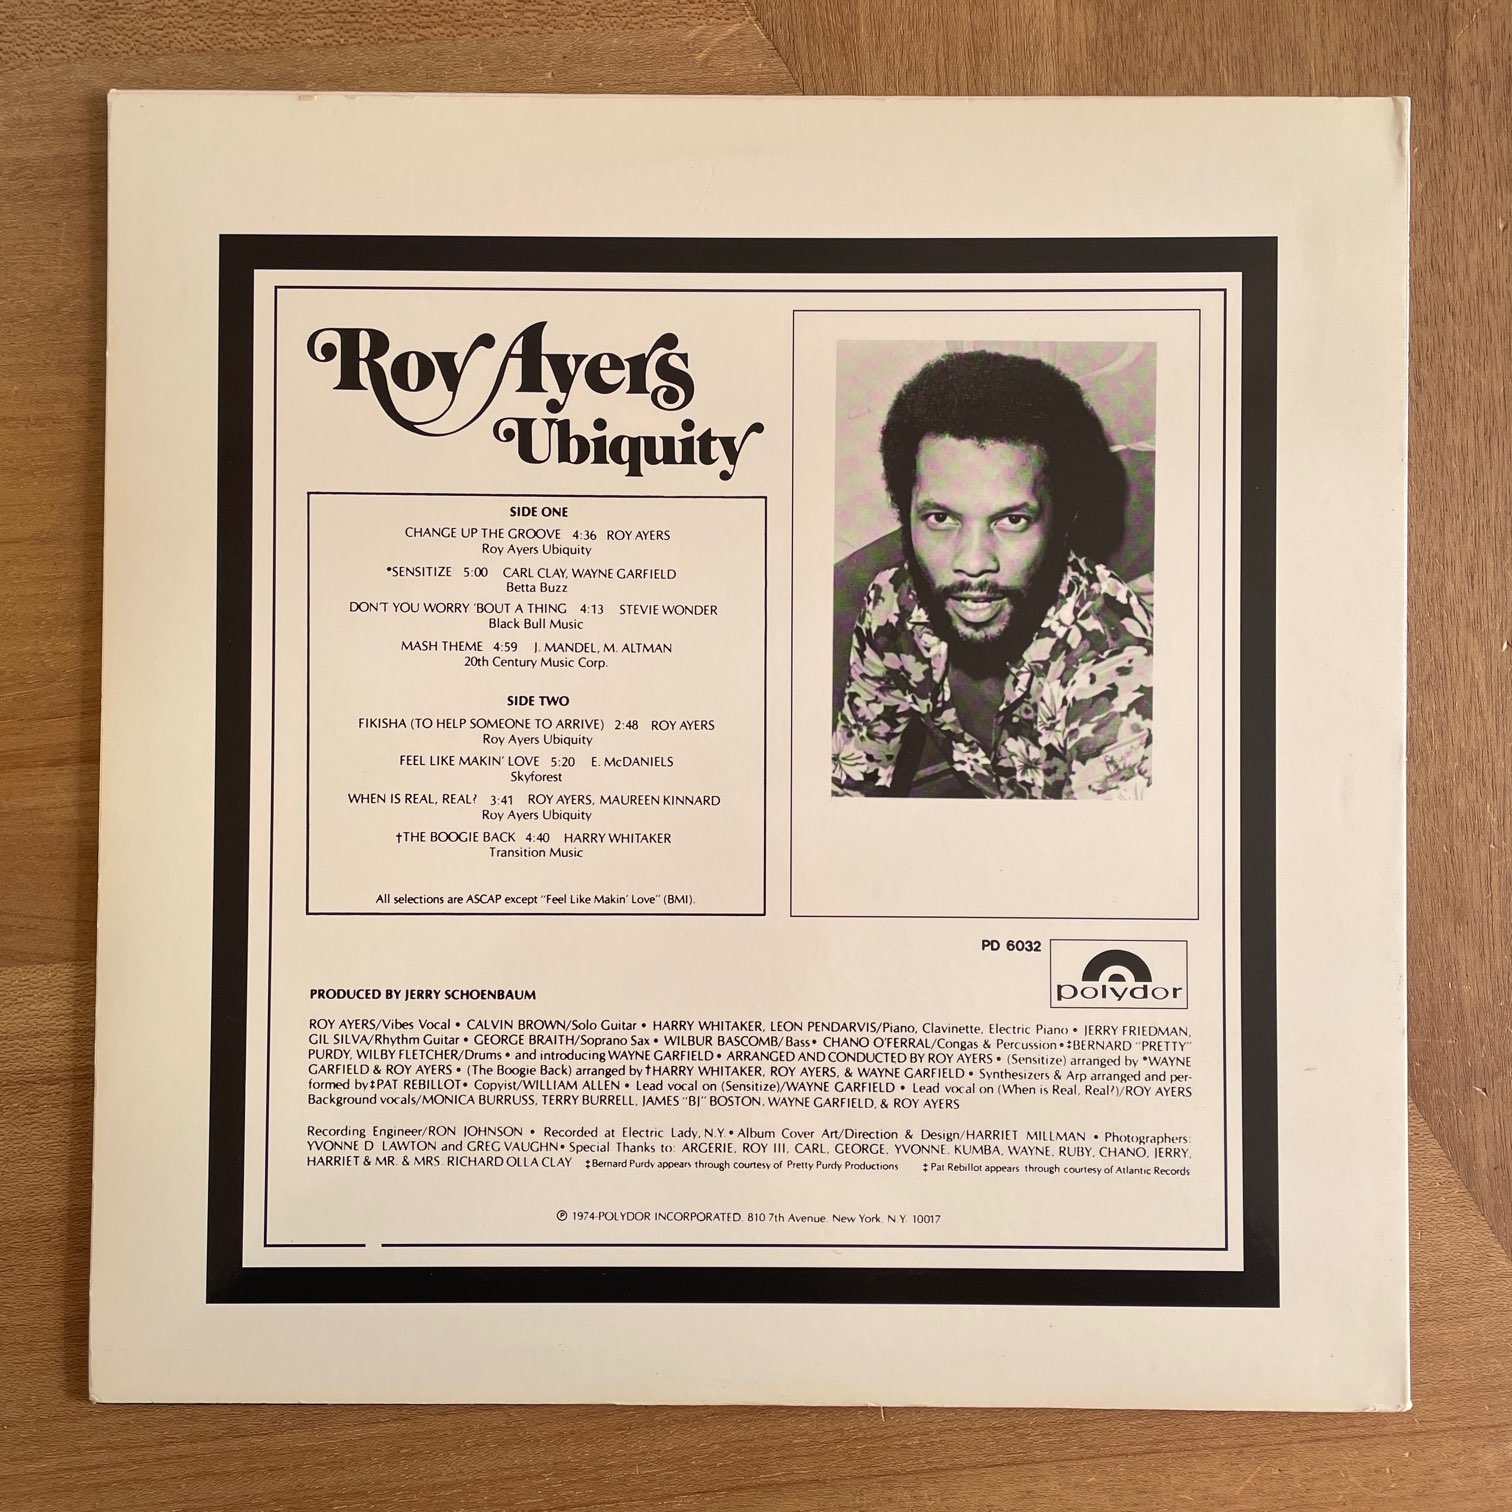 Roy Ayers
Ubiquity
SIDE ONE
CHANGE UP THE GROOVE 4:36 ROY AYERS
Roy Ayers Ubiquity
*SENSITIZE 5:00 CARL CLAY, WAYNE GARFIELD
Betta Buzz
DON'T YOU WORRY 'BOUT A THING 4:13 STEVIE WONDER
Black Bull Music
MASH THEME 4:59 J. MANDEL, M. ALTMAN
20th Century Music Corp.
SIDE TWO
FIKISHA (TO HELP SOMEONE TO ARRIVE) 2:48 ROY AYERS
Roy Ayers Ubiquity
FEEL LIKE MAKIN' LOVE 5:20 E. McDANIELS
Skyforest
WHEN IS REAL, REAL? 3:41 ROY AYERS, MAUREEN KINNARD
Roy Ayers Ubiquity
†THE BOOGIE BACK 4:40 HARRY WHITAKER
Transition Music
All selections are ASCAP except "Feel Like Makin' Love" (BMI).
PD 6032
polydor
PRODUCED BY JERRY SCHOENBAUM
ROY AYERS/Vibes Vocal • CALVIN BROWN/Solo Guitar • HARRY WHITAKER, LEON PENDARVIS/Piano, Clavinette, Electric Piano • JERRY FRIEDMAN,
GIL SILVA/Rhythm Guitar • GEORGE BRAITH/Soprano Sax • WILBUR BASCOMB/Bass • CHANO O'FERRAL/Congas & Percussion • ‡BERNARD "PRETTY"
PURDY, WILBY FLETCHER/Drums • and introducing WAYNE GARFIELD • ARRANGED AND CONDUCTED BY ROY AYERS • (Sensitize) arranged by *WAYNE
GARFIELD & ROY AYERS • (The Boogie Back) arranged by †HARRY WHITAKER, ROY AYERS, & WAYNE GARFIELD • Synthesizers & Arp arranged and per-
formed by ‡PAT REBILLOT • Copyist/WILLIAM ALLEN • Lead vocal on (Sensitize)/WAYNE GARFIELD • Lead vocal on (When is Real, Real?)/ROY AYERS
Background vocals/MONICA BURRUSS, TERRY BURRELL, JAMES "BJ" BOSTON, WAYNE GARFIELD, & ROY AYERS
Recording Engineer/RON JOHNSON • Recorded at Electric Lady, N.Y. • Album Cover Art/Direction & Design/HARRIET MILLMAN • Photographers:
YVONNE D. LAWTON and GREG VAUGHN • Special Thanks to: ARGERIE, ROY III, CARL, GEORGE, YVONNE, KUMBA, WAYNE, RUBY, CHANO, JERRY,
HARRIET & MR. & MRS. RICHARD OLLA CLAY ‡Bernard Purdy appears through courtesy of Pretty Purdy Productions ‡ Pat Rebillot appears through courtesy of Atlantic Records
℗ 1974-POLYDOR INCORPORATED, 810 7th Avenue, New York, N.Y. 10017